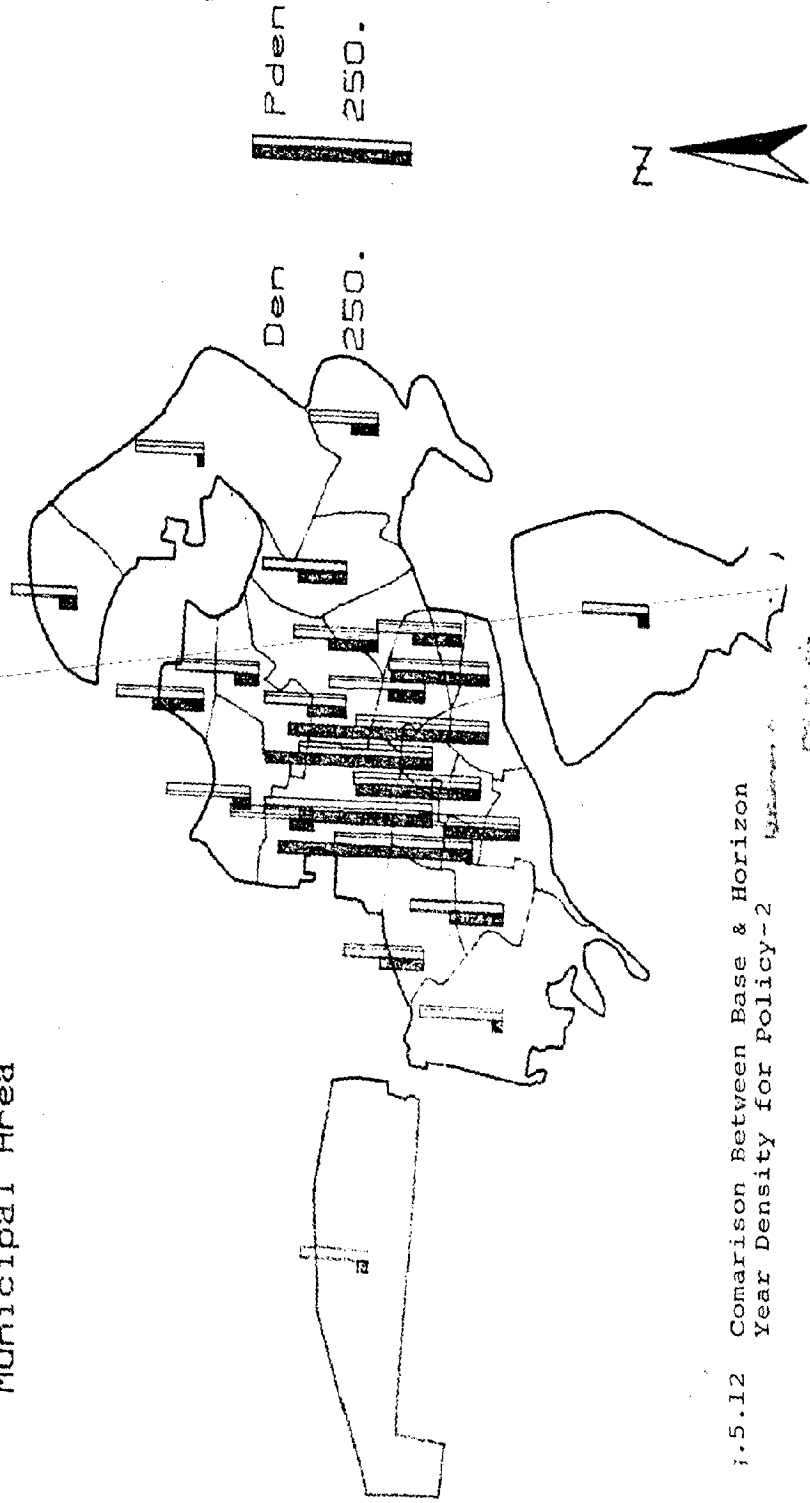 Municipal Area
Den Pden
250. 250.
N
.5.12 Comarison Between Base & Horizon
Year Density for Policy-2